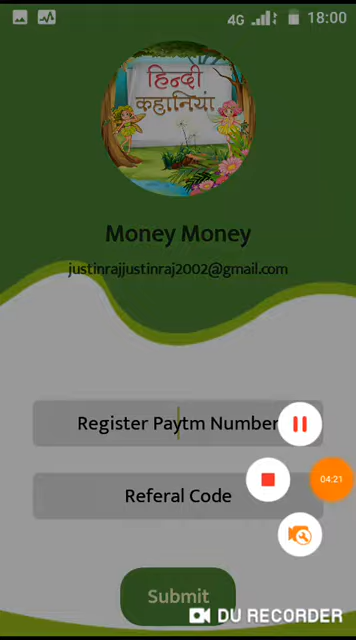 4G 18:00
हिन्दी
कहानियां
Money Money
justinrajjustinraj2002@gmail.com
Register Paytm Number
Referal Code
04:21
Submit
DU RECORDER